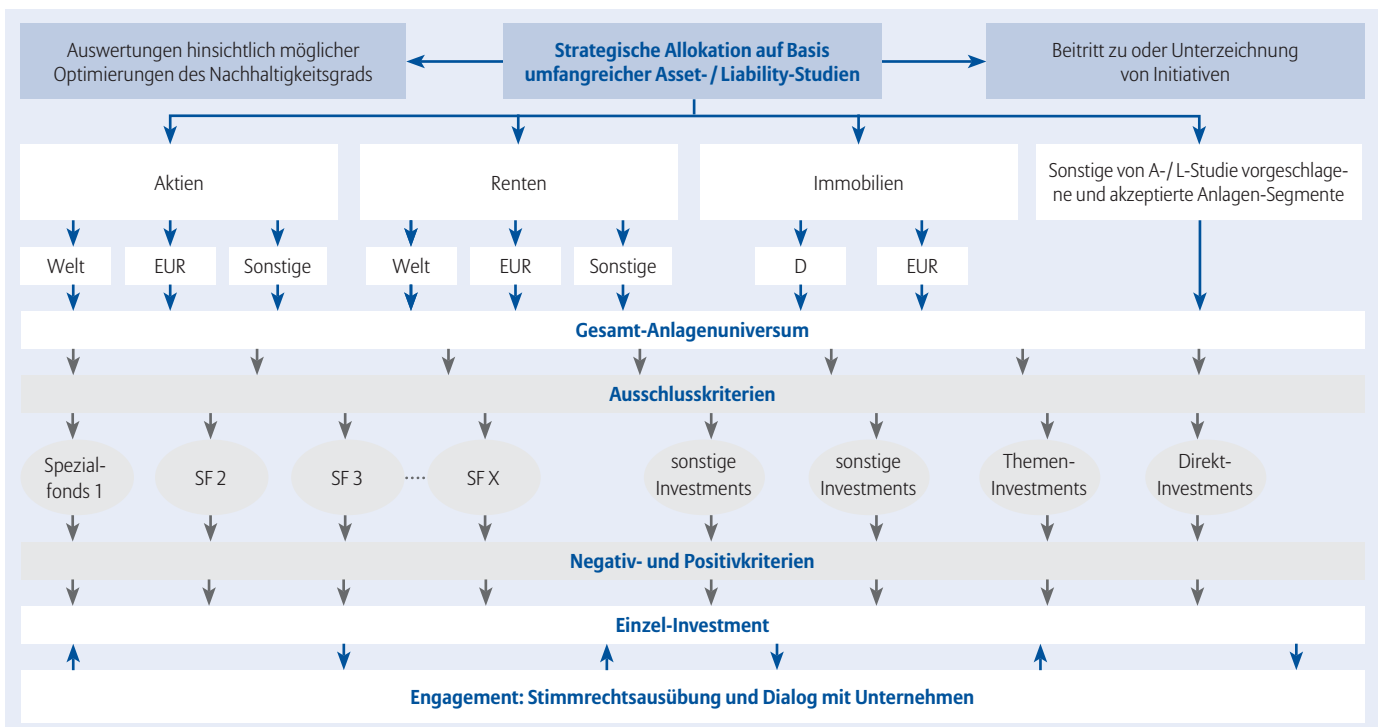 Auswertungen hinsichtlich möglicher
Optimierungen des Nachhaltigkeitsgrads
Strategische Allokation auf Basis
umfangreicher Asset-/ Liability-Studien
Beitritt zu oder Unterzeichnung
von Initiativen
Aktien
Renten
Immobilien
Sonstige von A-/ L-Studie vorgeschlage-
ne und akzeptierte Anlagen-Segmente
Welt
EUR
Sonstige
Welt
EUR
Sonstige
D
EUR
Gesamt-Anlagenuniversum
Ausschlusskriterien
Spezial-
fonds 1
SF 2
SF 3
....
SF X
sonstige
Investments
sonstige
Investments
Themen-
Investments
Direkt-
Investments
Negativ- und Positivkriterien
Einzel-Investment
Engagement: Stimmrechtsausübung und Dialog mit Unternehmen